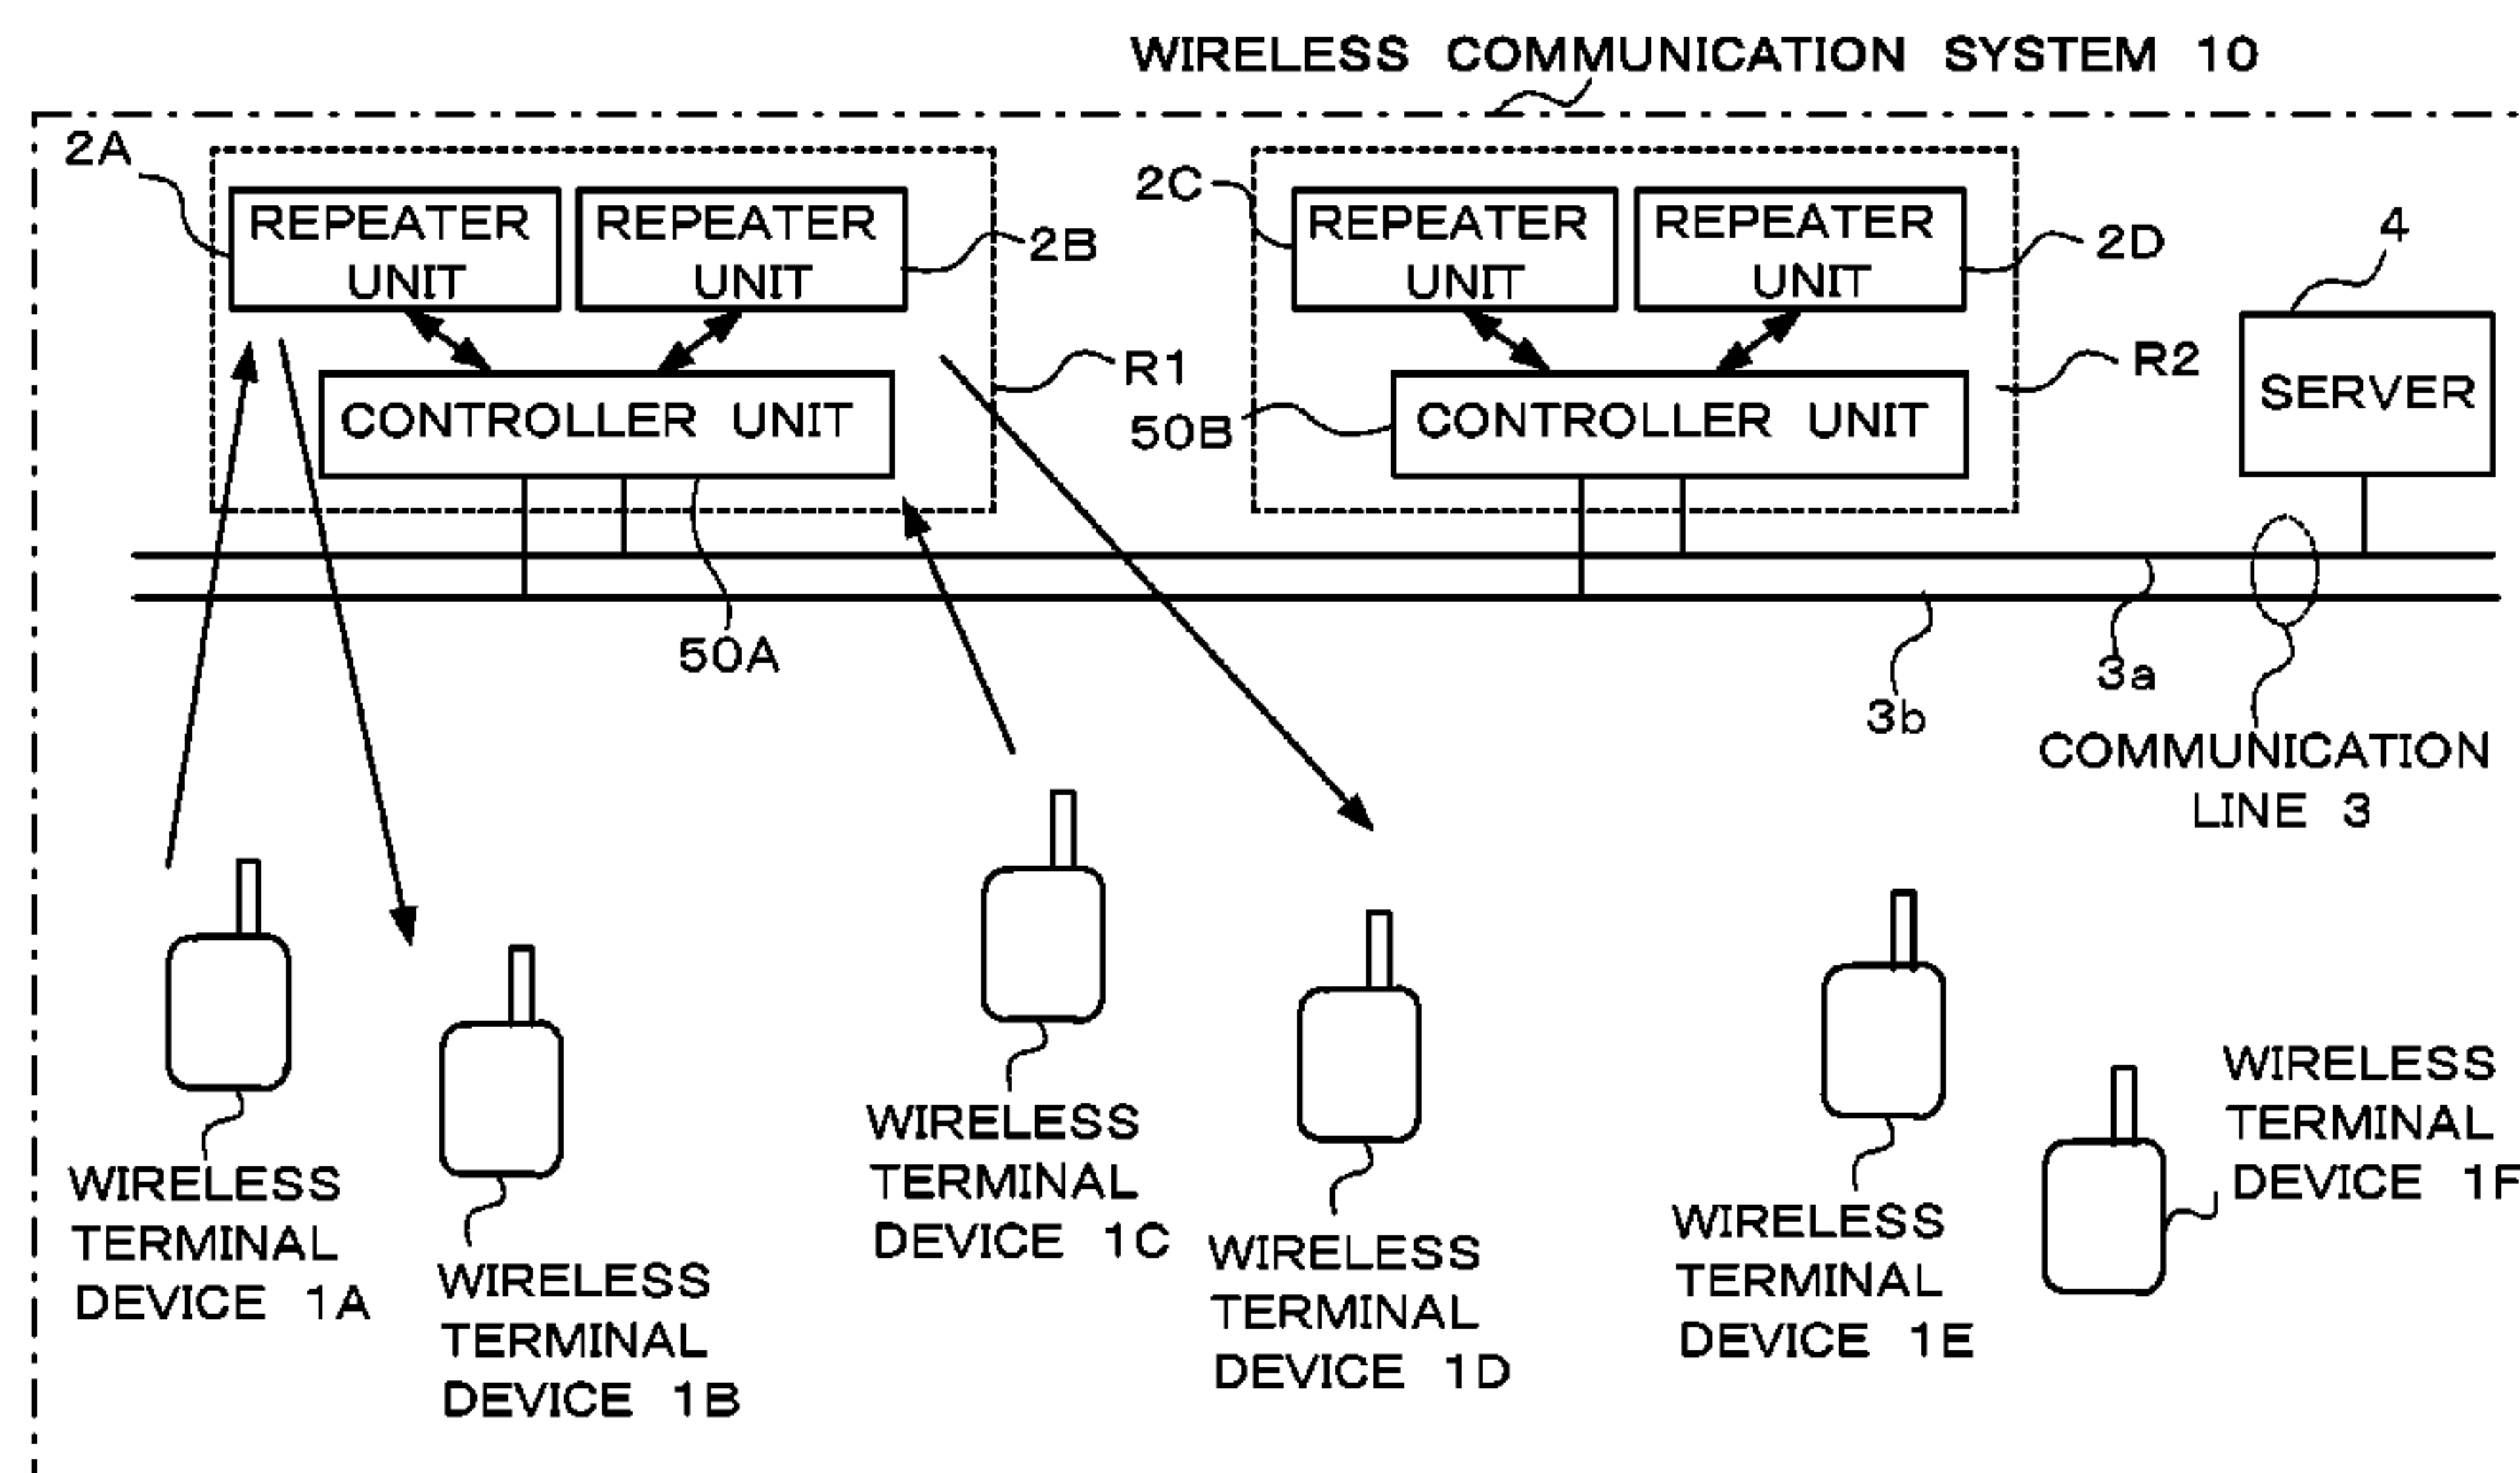 WIRELESS COMMUNICATION SYSTEM 10
2A
REPEATER
UNIT
REPEATER
UNIT
2B
2C
REPEATER
UNIT
REPEATER
UNIT
2D
4
R1
R2
SERVER
CONTROLLER UNIT
50B
CONTROLLER UNIT
50A
3a
3b
COMMUNICATION
LINE 3
WIRELESS
TERMINAL
DEVICE 1A
WIRELESS
TERMINAL
DEVICE 1B
WIRELESS
TERMINAL
DEVICE 1C
WIRELESS
TERMINAL
DEVICE 1D
WIRELESS
TERMINAL
DEVICE 1E
WIRELESS
TERMINAL
DEVICE 1F